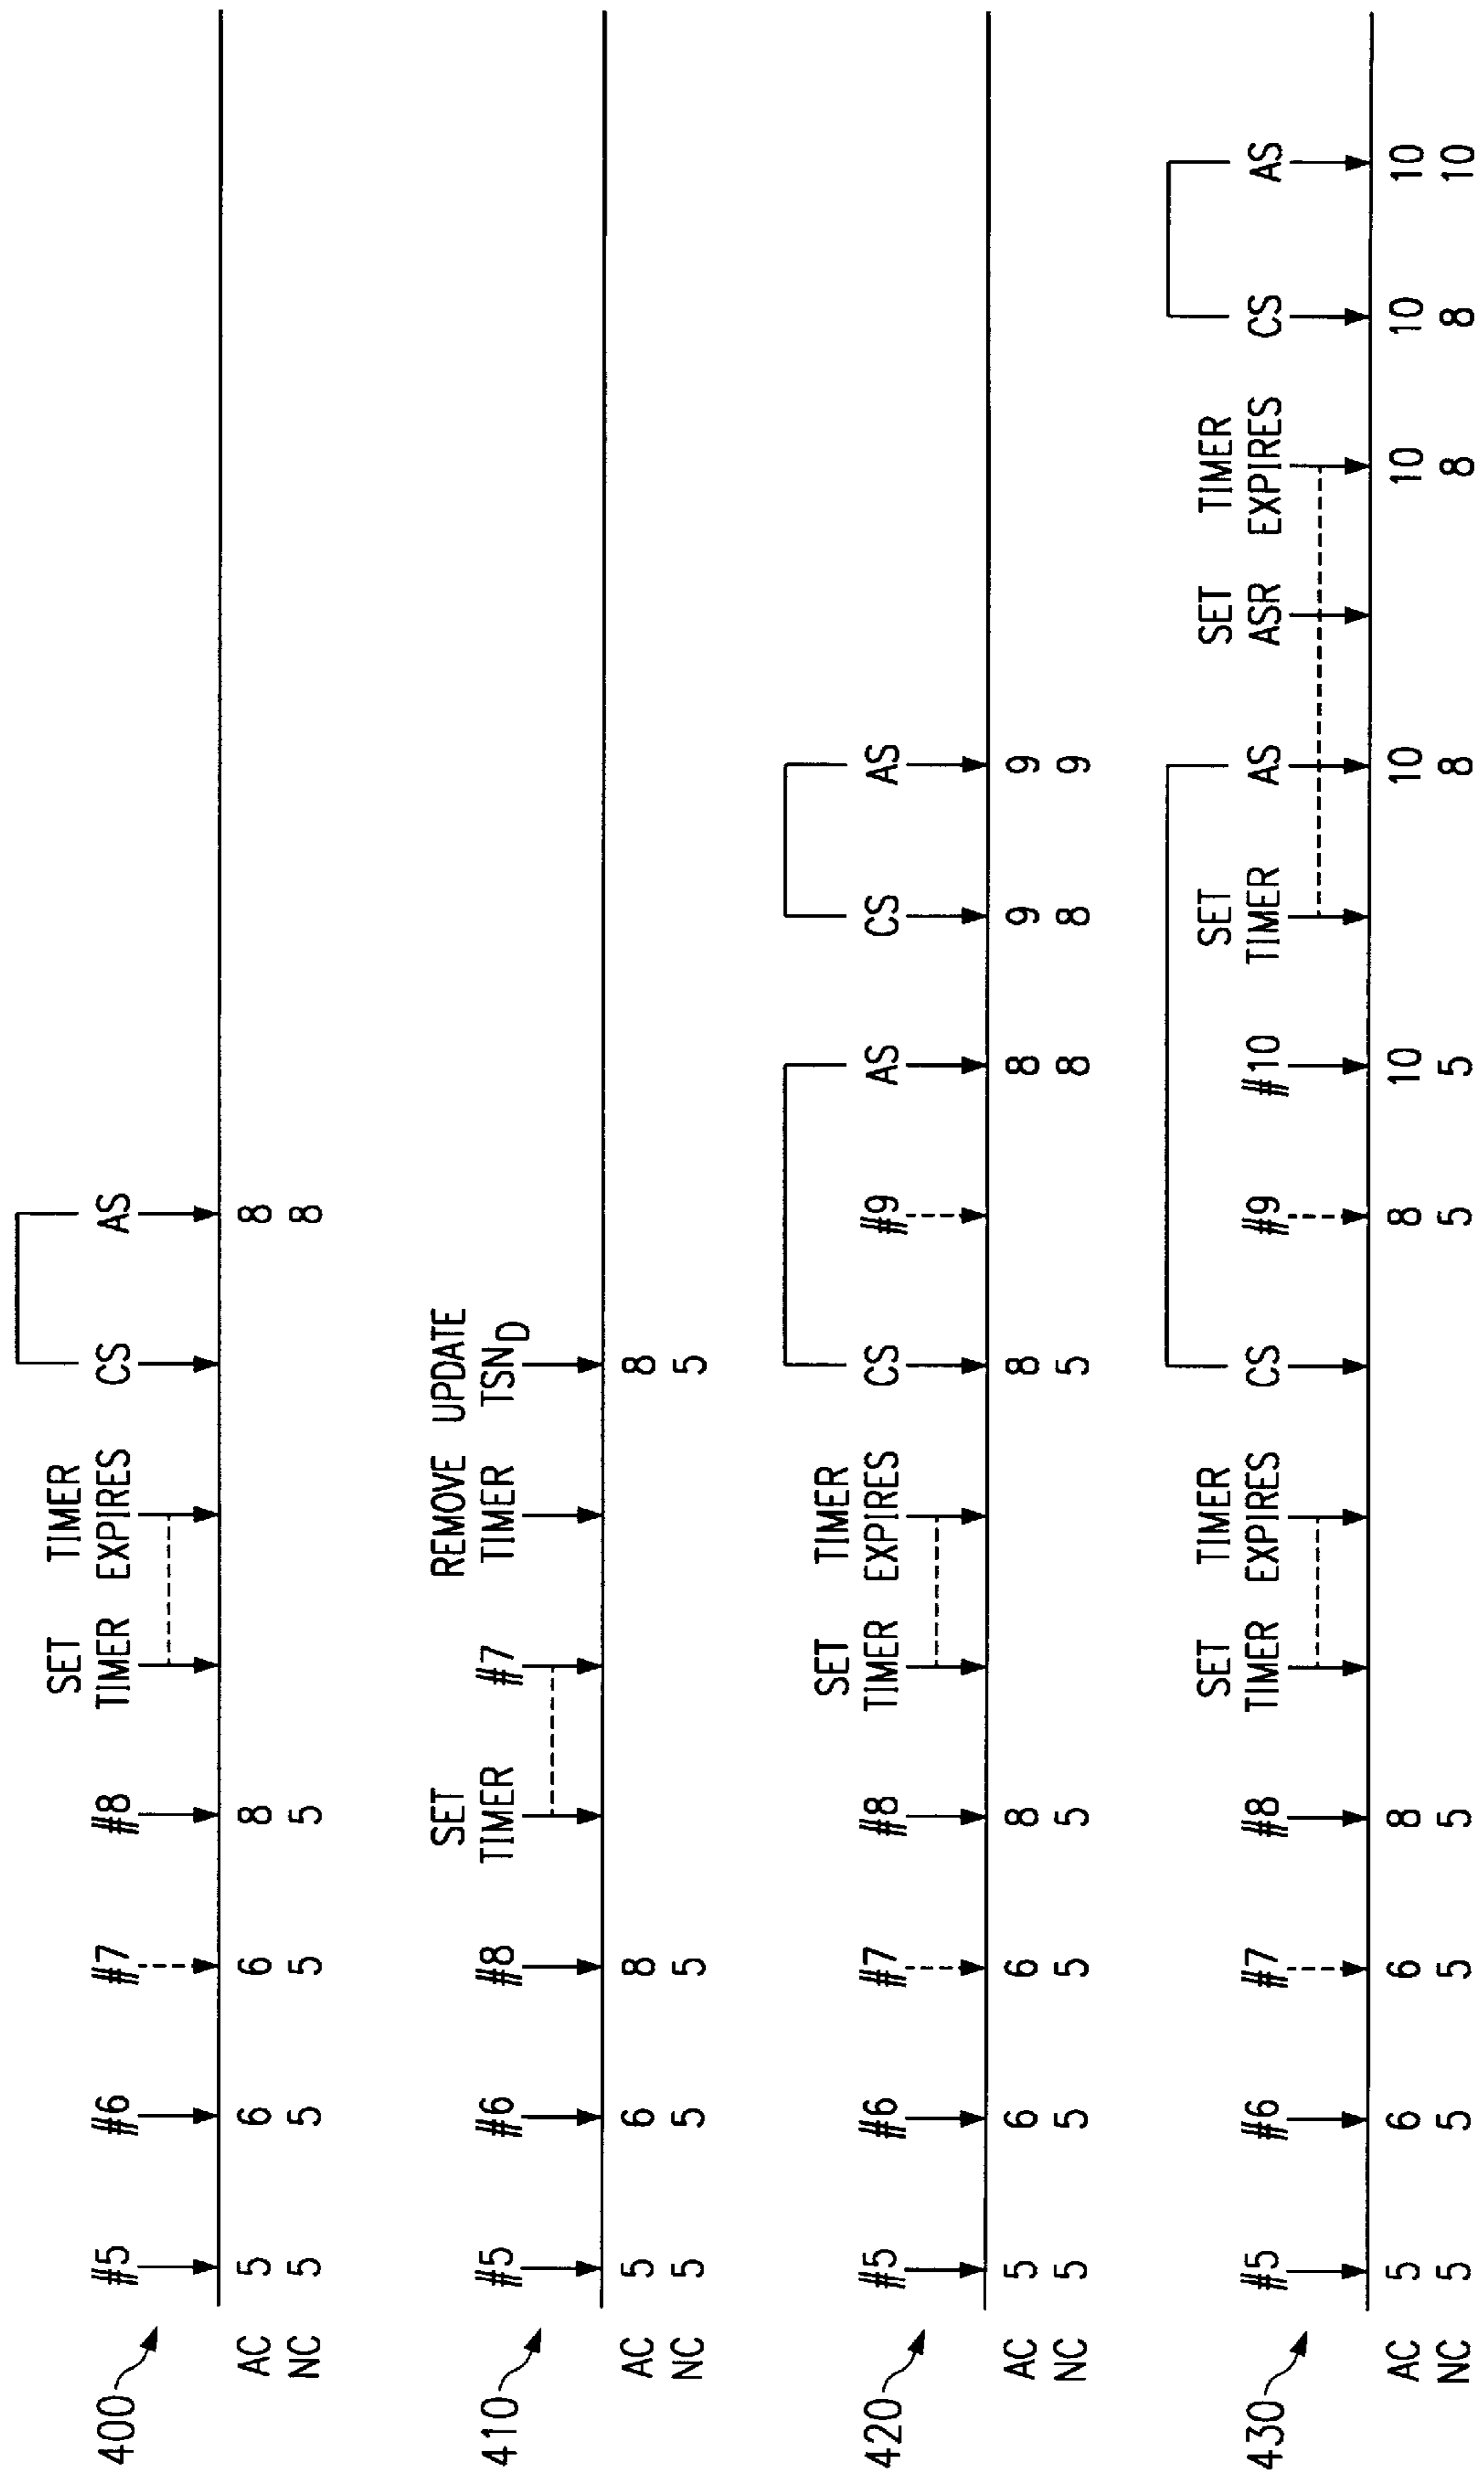 SET TIMER
400 #5 #6 #7 #8 TIMER EXPIRES CS AS
AC 5 6 6 8 8
NC 5 5 5 5 8
SET REMOVE UPDATE
410 #5 #6 #8 TIMER #7 TIMER TSND
AC 5 6 8 8
NC 5 5 5 5
SET TIMER
420 #5 #6 #7 #8 TIMER EXPIRES CS #9 AS CS AS
AC 5 6 6 8 8 8 9 9
NC 5 5 5 5 5 8 8 9
SET TIMER SET SET TIMER
430 #5 #6 #7 #8 TIMER EXPIRES CS #9 #10 TIMER AS ASR EXPIRES CS AS
AC 5 6 6 8 8 10 10 10 10 10
NC 5 5 5 5 5 5 8 8 8 10